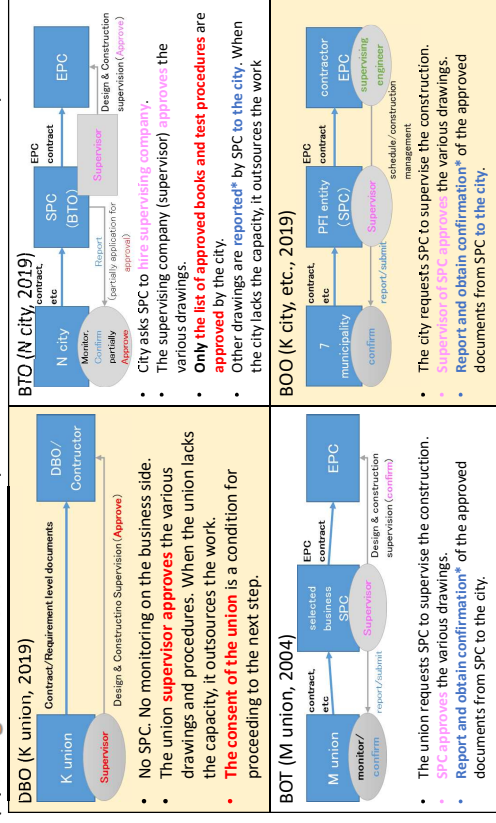 DBO (K union, 2019)
K union
Supervisor
Contract/Requirement level documents
DBO/
Contructor
Design & Constructino Supervision (Approve)
• No SPC. No monitoring on the business side.
• The union supervisor approves the various
drawings and procedures. When the union lacks
the capacity, it outsources the work.
• The consent of the union is a condition for
proceeding to the next step.
BTO (N city, 2019)
N city
Monitor,
Confirm
partially
Approve
contract,
etc
SPC
(BTO)
EPC
contract
EPC
Supervisor
Design & Construction
supervision (Approve)
Report
(partially application for
approval)
• City asks SPC to hire supervising company.
• The supervising company (supervisor) approves the
various drawings.
• Only the list of approved books and test procedures are
approved by the city.
• Other drawings are reported* by SPC to the city. When
the city lacks the capacity, it outsources the work
BOT (M union, 2004)
M union
monitor/
confirm
contract,
etc
selected
business
SPC
Supervisor
EPC
contract
EPC
report/submit
Design & construction
supervision (confirm)
• The union requests SPC to supervise the construction.
• SPC approves the various drawings.
• Report and obtain confirmation* of the approved
documents from SPC to the city.
BOO (K city, etc., 2019)
7
municipality
confirm
contract,
etc
PFI entity
(SPC)
Supervisor
EPC
contract
contractor
EPC
supervising
engineer
report/submit
schedule/construction
management
• The city requests SPC to supervise the construction.
• Supervisor of SPC approves the various drawings.
• Report and obtain confirmation* of the approved
documents from SPC to the city.